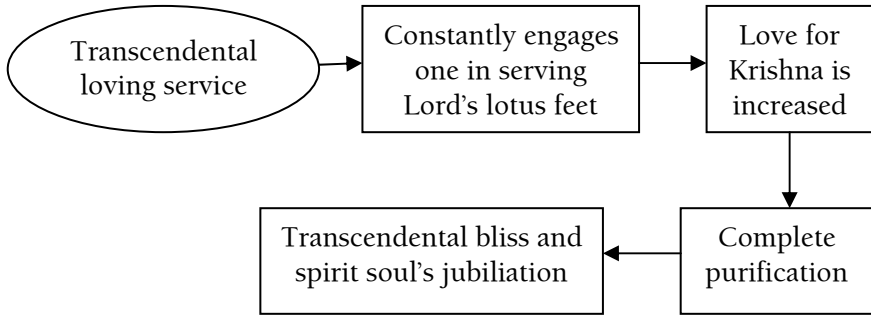 Transcendental
loving service
Constantly engages
one in serving
Lord’s lotus feet
Love for
Krishna is
increased
Complete
purification
Transcendental bliss and
spirit soul’s jubiliation